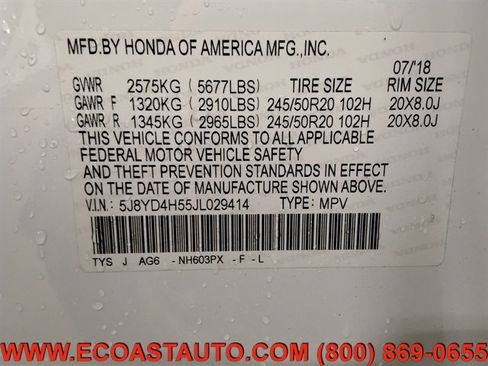 MFD.BY HONDA OF AMERICA MFG.,INC.
07/'18
GVWR 2575KG (5677LBS) TIRE SIZE RIM SIZE
GAWR F 1320KG (2910LBS) 245/50R20 102H 20X8.0J
GAWR R 1345KG (2965LBS) 245/50R20 102H 20X8.0J
THIS VEHICLE CONFORMS TO ALL APPLICABLE
FEDERAL MOTOR VEHICLE SAFETY
AND THEFT PREVENTION STANDARDS IN EFFECT
ON THE DATE OF MANUFACTURE SHOWN ABOVE.
V.I.N: 5J8YD4H55JL029414 TYPE: MPV
TYS J AG6 -NH603PX -F -L
WWW.ECOASTAUTO.COM (800) 869-0655